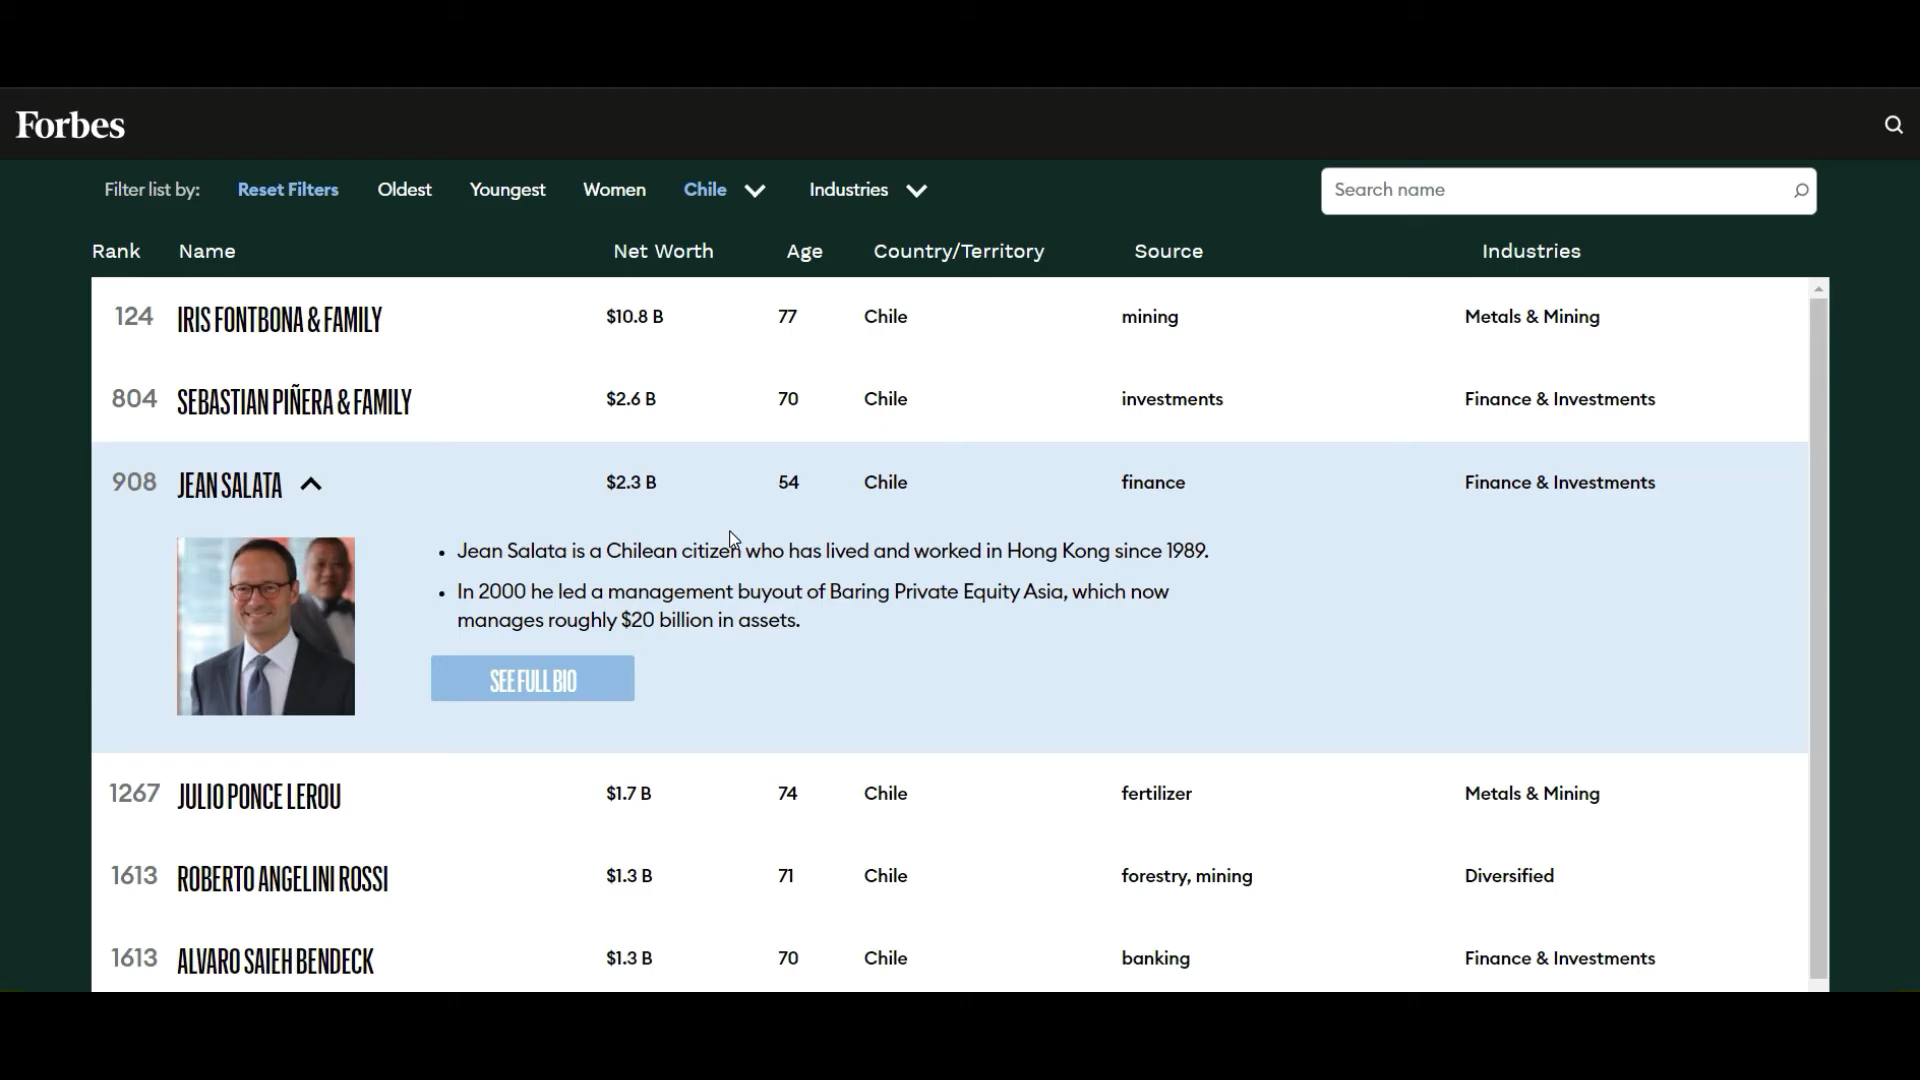 Forbes
Filter list by: Reset Filters Oldest Youngest Women Chile Industries Search name
Rank Name Net Worth Age Country/Territory Source Industries
124 IRIS FONTBONA & FAMILY $10.8 B 77 Chile mining Metals & Mining
804 SEBASTIAN PIÑERA & FAMILY $2.6 B 70 Chile investments Finance & Investments
908 JEAN SALATA $2.3 B 54 Chile finance Finance & Investments
• Jean Salata is a Chilean citizen who has lived and worked in Hong Kong since 1989.
• In 2000 he led a management buyout of Baring Private Equity Asia, which now
manages roughly $20 billion in assets.
SEE FULL BIO
1267 JULIO PONCE LEROU $1.7 B 74 Chile fertilizer Metals & Mining
1613 ROBERTO ANGELINI ROSSI $1.3 B 71 Chile forestry, mining Diversified
1613 ALVARO SAIEH BENDECK $1.3 B 70 Chile banking Finance & Investments